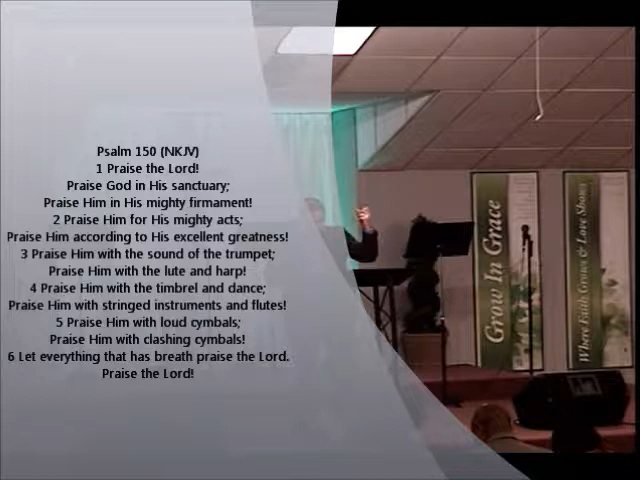 Psalm 150 (NKJV)
1 Praise the Lord!
Praise God in His sanctuary;
Praise Him in His mighty firmament!
2 Praise Him for His mighty acts;
Praise Him according to His excellent greatness!
3 Praise Him with the sound of the trumpet;
Praise Him with the lute and harp!
4 Praise Him with the timbrel and dance;
Praise Him with stringed instruments and flutes!
5 Praise Him with loud cymbals;
Praise Him with clashing cymbals!
6 Let everything that has breath praise the Lord.
Praise the Lord!
Grow In Grace
Where Faith Grows & Love Shows